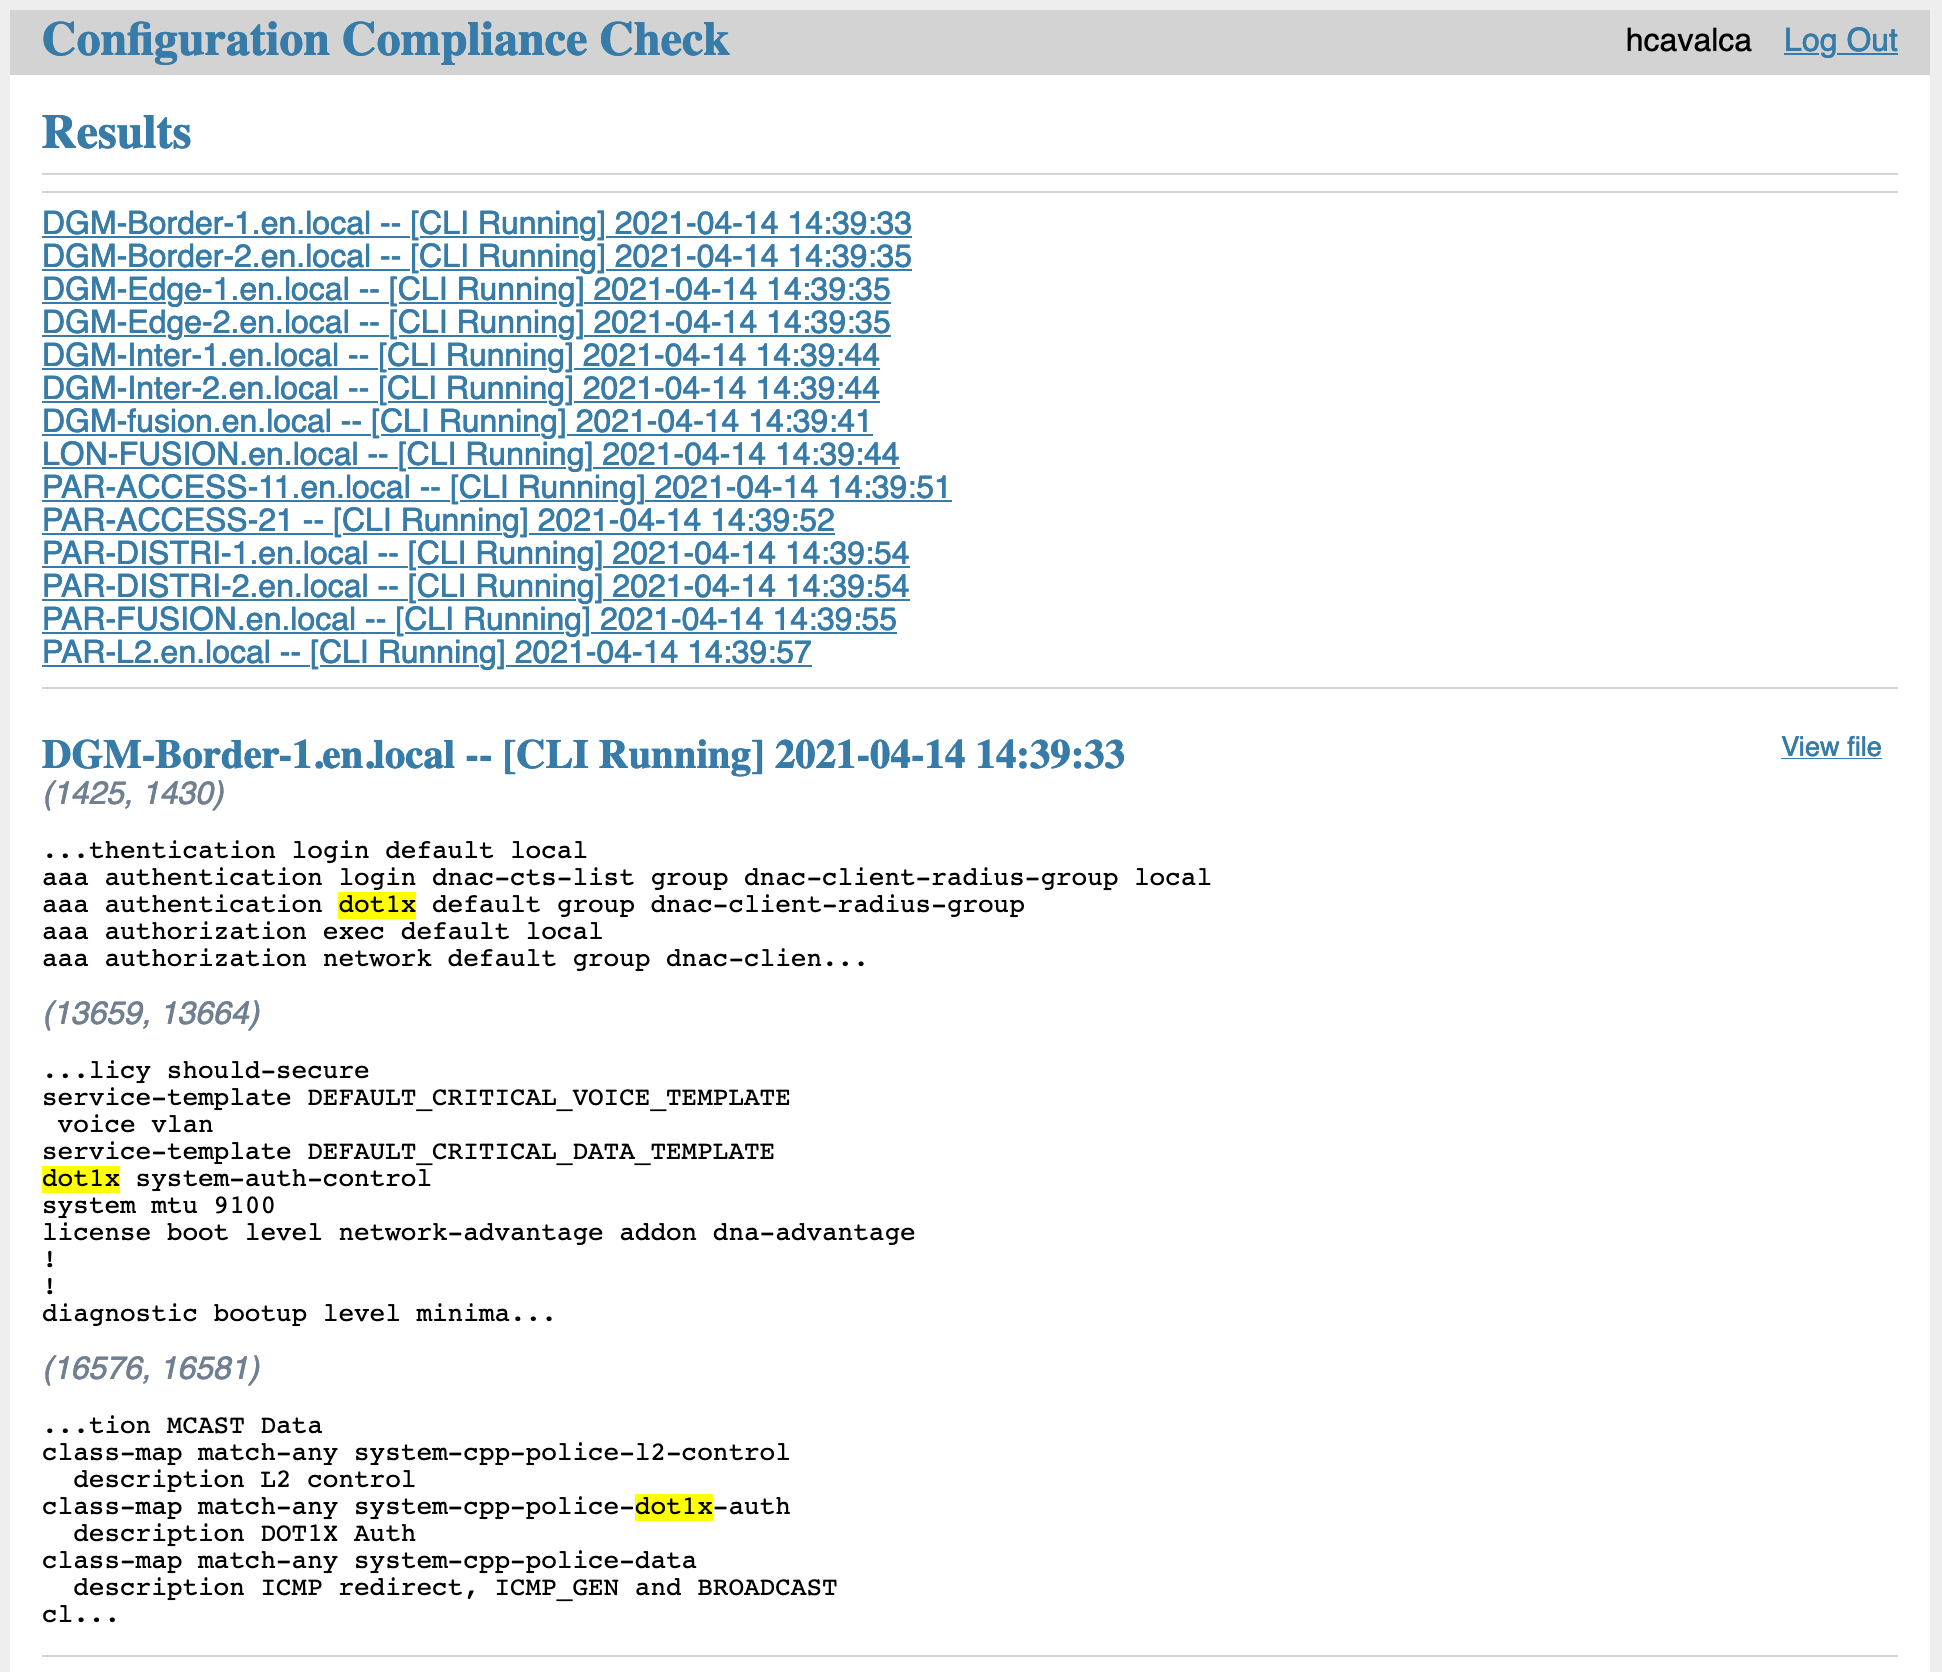 Configuration Compliance Check
hcavalca Log Out
Results
DGM-Border-1.en.local -- [CLI Running] 2021-04-14 14:39:33
DGM-Border-2.en.local -- [CLI Running] 2021-04-14 14:39:35
DGM-Edge-1.en.local -- [CLI Running] 2021-04-14 14:39:35
DGM-Edge-2.en.local -- [CLI Running] 2021-04-14 14:39:35
DGM-Inter-1.en.local -- [CLI Running] 2021-04-14 14:39:44
DGM-Inter-2.en.local -- [CLI Running] 2021-04-14 14:39:44
DGM-fusion.en.local -- [CLI Running] 2021-04-14 14:39:41
LON-FUSION.en.local -- [CLI Running] 2021-04-14 14:39:44
PAR-ACCESS-11.en.local -- [CLI Running] 2021-04-14 14:39:51
PAR-ACCESS-21 -- [CLI Running] 2021-04-14 14:39:52
PAR-DISTRI-1.en.local -- [CLI Running] 2021-04-14 14:39:54
PAR-DISTRI-2.en.local -- [CLI Running] 2021-04-14 14:39:54
PAR-FUSION.en.local -- [CLI Running] 2021-04-14 14:39:55
PAR-L2.en.local -- [CLI Running] 2021-04-14 14:39:57
DGM-Border-1.en.local -- [CLI Running] 2021-04-14 14:39:33
View file
(1425, 1430)
...thentication login default local
aaa authentication login dnac-cts-list group dnac-client-radius-group local
aaa authentication dot1x default group dnac-client-radius-group
aaa authorization exec default local
aaa authorization network default group dnac-clien...
(13659, 13664)
...licy should-secure
service-template DEFAULT_CRITICAL_VOICE_TEMPLATE
 voice vlan
service-template DEFAULT_CRITICAL_DATA_TEMPLATE
dot1x system-auth-control
system mtu 9100
license boot level network-advantage addon dna-advantage
!
!
diagnostic bootup level minima...
(16576, 16581)
...tion MCAST Data
class-map match-any system-cpp-police-l2-control
  description L2 control
class-map match-any system-cpp-police-dot1x-auth
  description DOT1X Auth
class-map match-any system-cpp-police-data
  description ICMP redirect, ICMP_GEN and BROADCAST
cl...